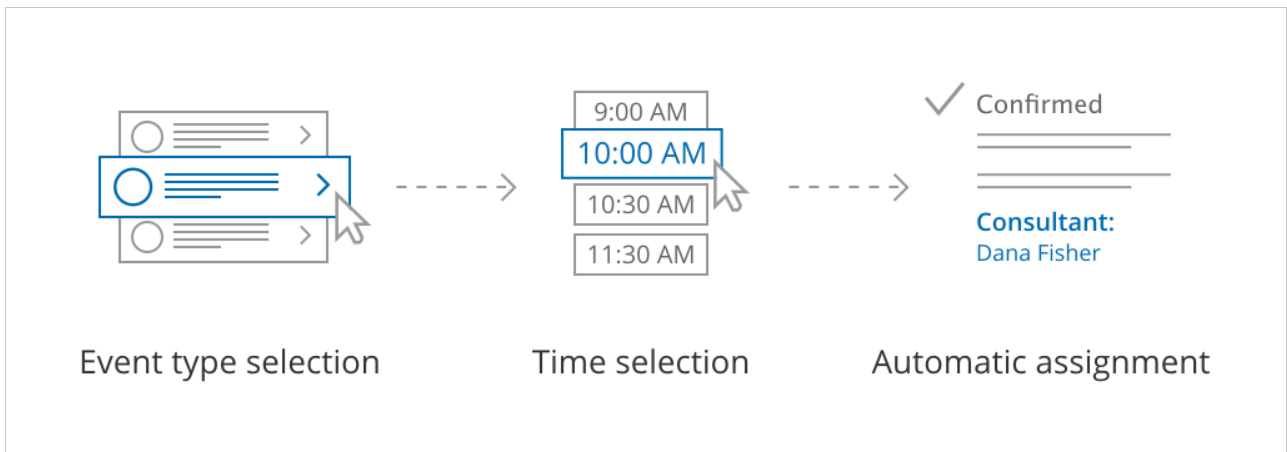 9:00 AM
10:00 AM
10:30 AM
11:30 AM
Confirmed
Consultant:
Dana Fisher
Event type selection
Time selection
Automatic assignment